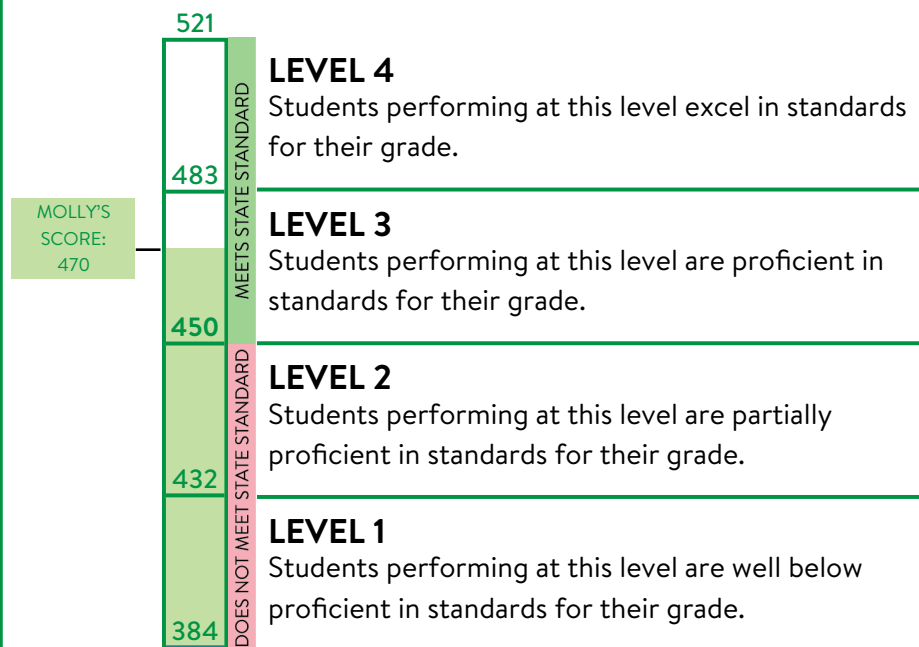 521
LEVEL 4
Students performing at this level excel in standards
for their grade.
483
MEETS STATE STANDARD
MOLLY'S
SCORE:
470
LEVEL 3
Students performing at this level are proficient in
standards for their grade.
450
LEVEL 2
Students performing at this level are partially
proficient in standards for their grade.
432
DOES NOT MEET STATE STANDARD
LEVEL 1
Students performing at this level are well below
proficient in standards for their grade.
384